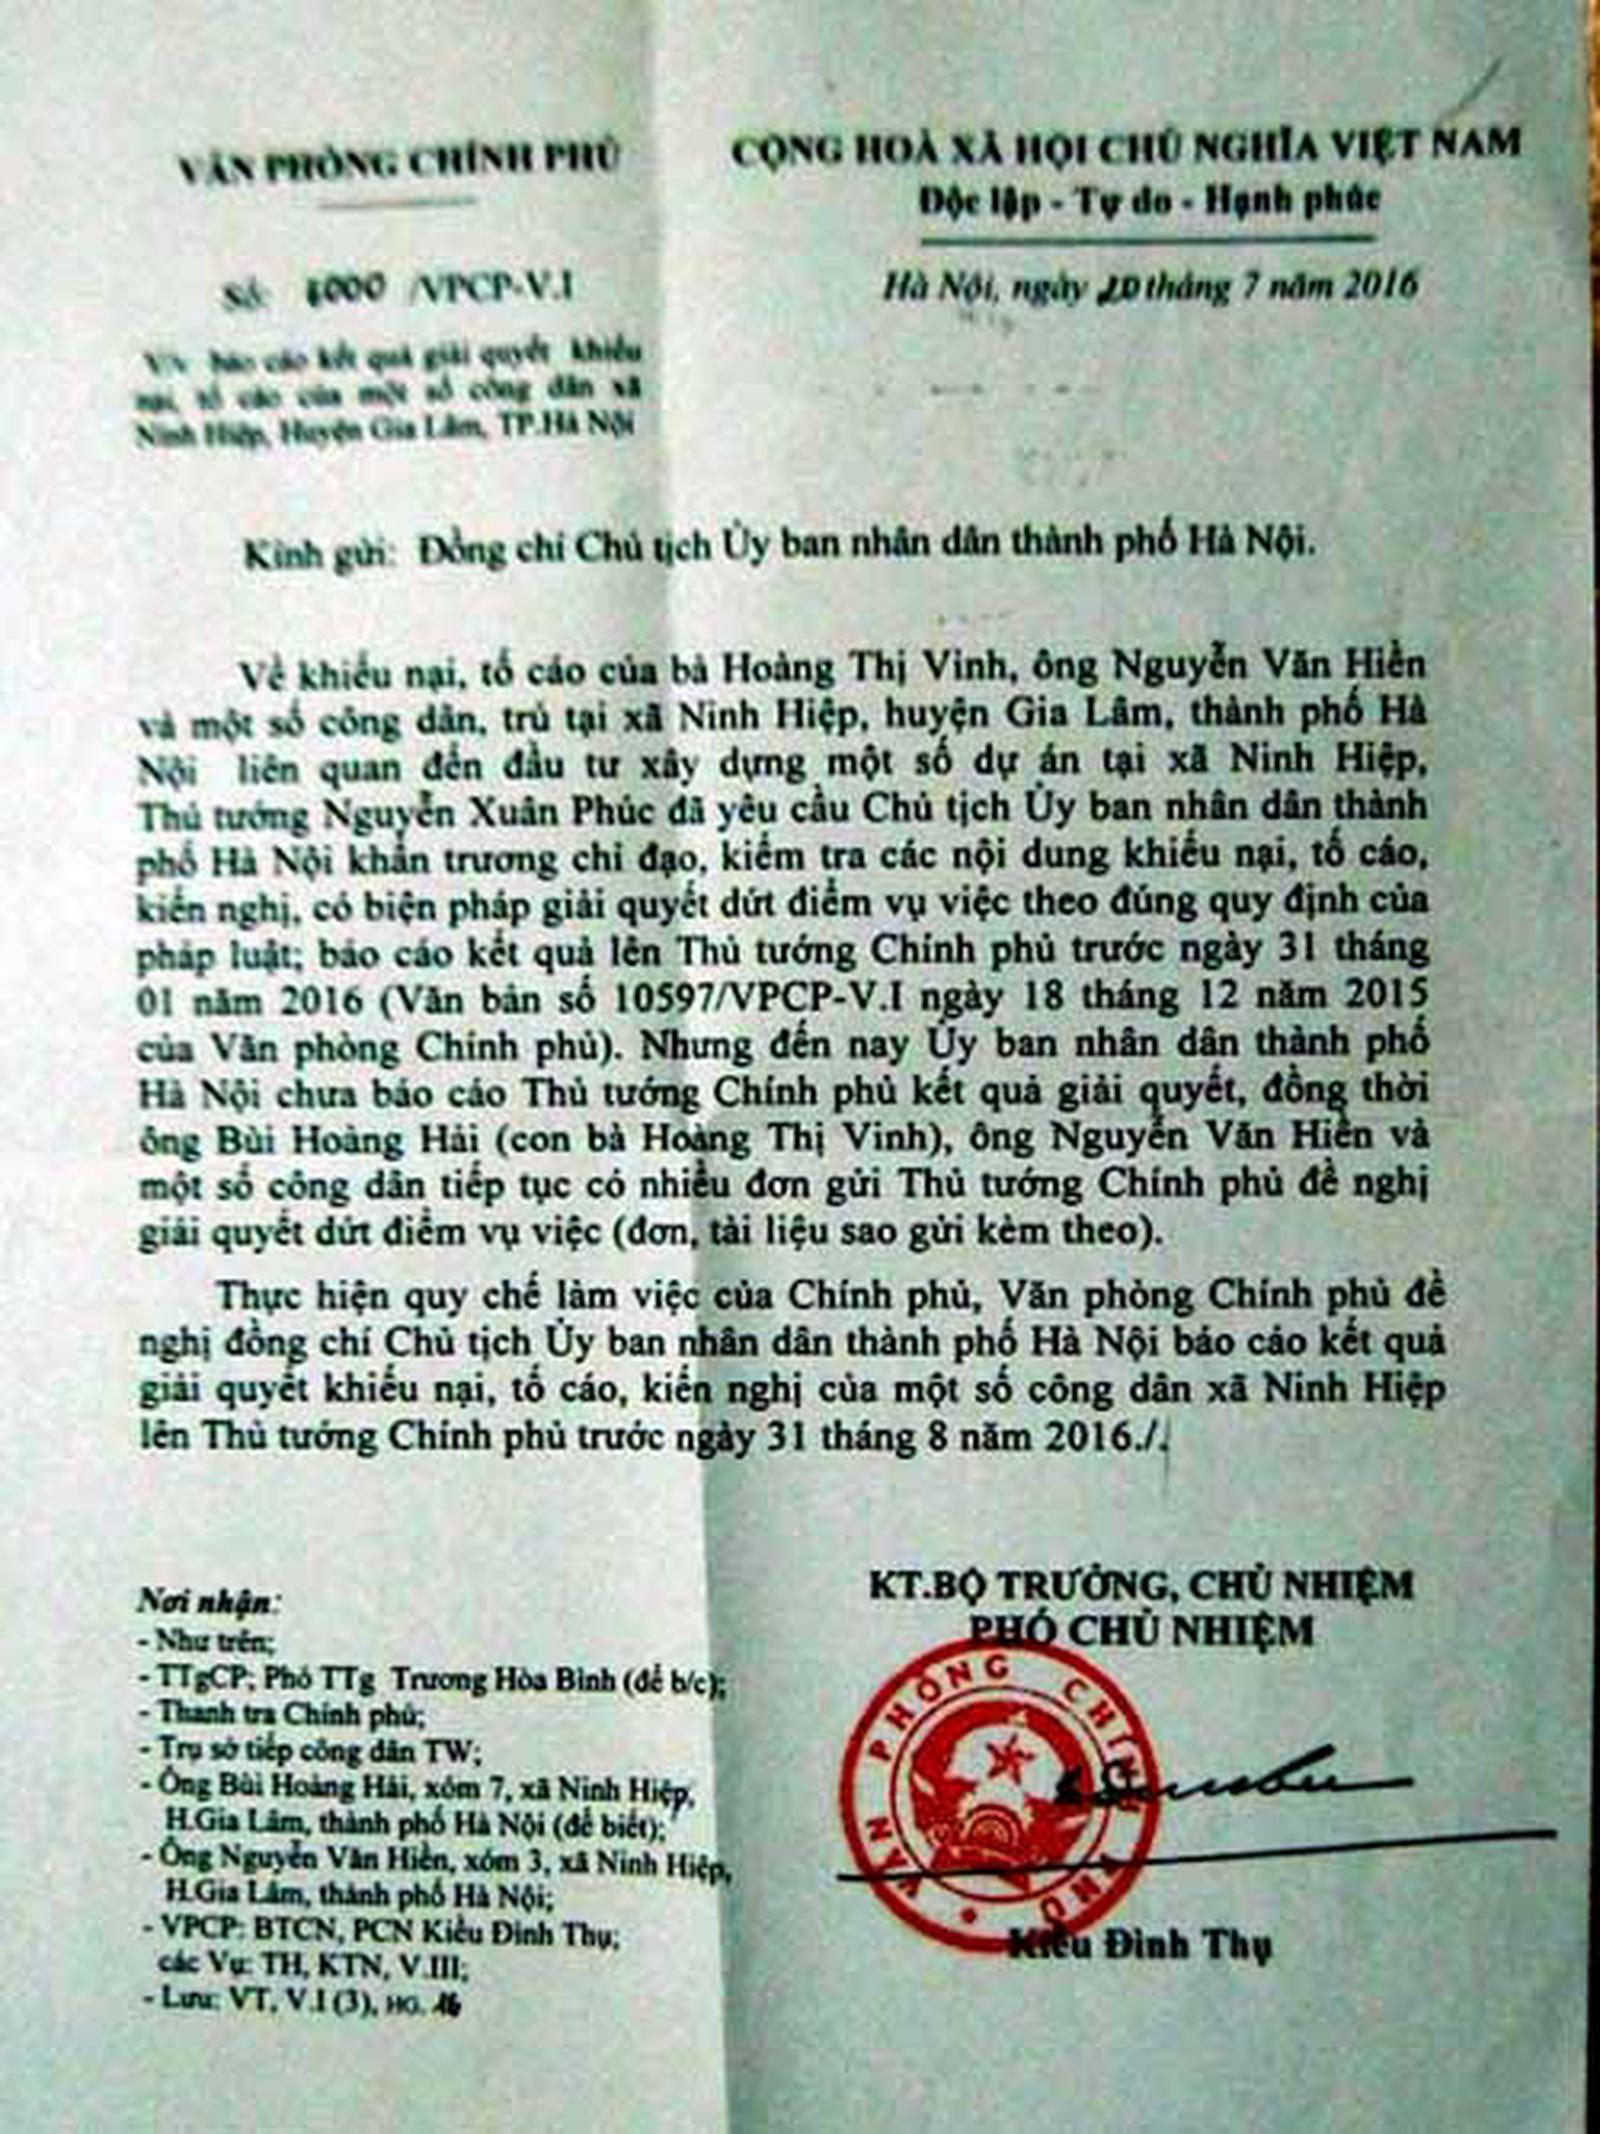 VĂN PHÒNG CHÍNH PHỦ
CỘNG HOÀ XÃ HỘI CHỦ NGHĨA VIỆT NAM
Độc lập - Tự do - Hạnh phúc
Số: /VPCP-V.I
Hà Nội, ngày 20 tháng 7 năm 2016
V/v báo cáo kết quả giải quyết khiếu
nại, tố cáo của một số công dân xã
Ninh Hiệp, Huyện Gia Lâm, TP.Hà Nội
Kính gửi: Đồng chí Chủ tịch Ủy ban nhân dân thành phố Hà Nội.
Về khiếu nại, tố cáo của bà Hoàng Thị Vinh, ông Nguyễn Văn Hiền
và một số công dân, trú tại xã Ninh Hiệp, huyện Gia Lâm, thành phố Hà
Nội liên quan đến đầu tư xây dựng một số dự án tại xã Ninh Hiệp,
Thủ tướng Nguyễn Xuân Phúc đã yêu cầu Chủ tịch Ủy ban nhân dân thành
phố Hà Nội khẩn trương chỉ đạo, kiểm tra các nội dung khiếu nại, tố cáo,
kiến nghị, có biện pháp giải quyết dứt điểm vụ việc theo đúng quy định của
pháp luật; báo cáo kết quả lên Thủ tướng Chính phủ trước ngày 31 tháng
01 năm 2016 (Văn bản số 10597/VPCP-V.I ngày 18 tháng 12 năm 2015
của Văn phòng Chính phủ). Nhưng đến nay Ủy ban nhân dân thành phố
Hà Nội chưa báo cáo Thủ tướng Chính phủ kết quả giải quyết, đồng thời
ông Bùi Hoàng Hải (con bà Hoàng Thị Vinh), ông Nguyễn Văn Hiền và
một số công dân tiếp tục có nhiều đơn gửi Thủ tướng Chính phủ đề nghị
giải quyết dứt điểm vụ việc (đơn, tài liệu sao gửi kèm theo).
Thực hiện quy chế làm việc của Chính phủ, Văn phòng Chính phủ đề
nghị đồng chí Chủ tịch Ủy ban nhân dân thành phố Hà Nội báo cáo kết quả
giải quyết khiếu nại, tố cáo, kiến nghị của một số công dân xã Ninh Hiệp
lên Thủ tướng Chính phủ trước ngày 31 tháng 8 năm 2016./.
KT.BỘ TRƯỞNG, CHỦ NHIỆM
PHÓ CHỦ NHIỆM
VĂN PHÒNG CHÍNH PHỦ
Kiều Đình Thụ
Nơi nhận:
- Như trên;
- TTgCP; Phó TTg Trương Hòa Bình (để b/c);
- Thanh tra Chính phủ;
- Trụ sở tiếp công dân TW;
- Ông Bùi Hoàng Hải, xóm 7, xã Ninh Hiệp,
H.Gia Lâm, thành phố Hà Nội (để biết);
- Ông Nguyễn Văn Hiền, xóm 3, xã Ninh Hiệp,
H.Gia Lâm, thành phố Hà Nội;
- VPCP: BTCN, PCN Kiều Đình Thụ;
các Vụ: TH, KTN, V.III;
- Lưu: VT, V.I (3), HG.